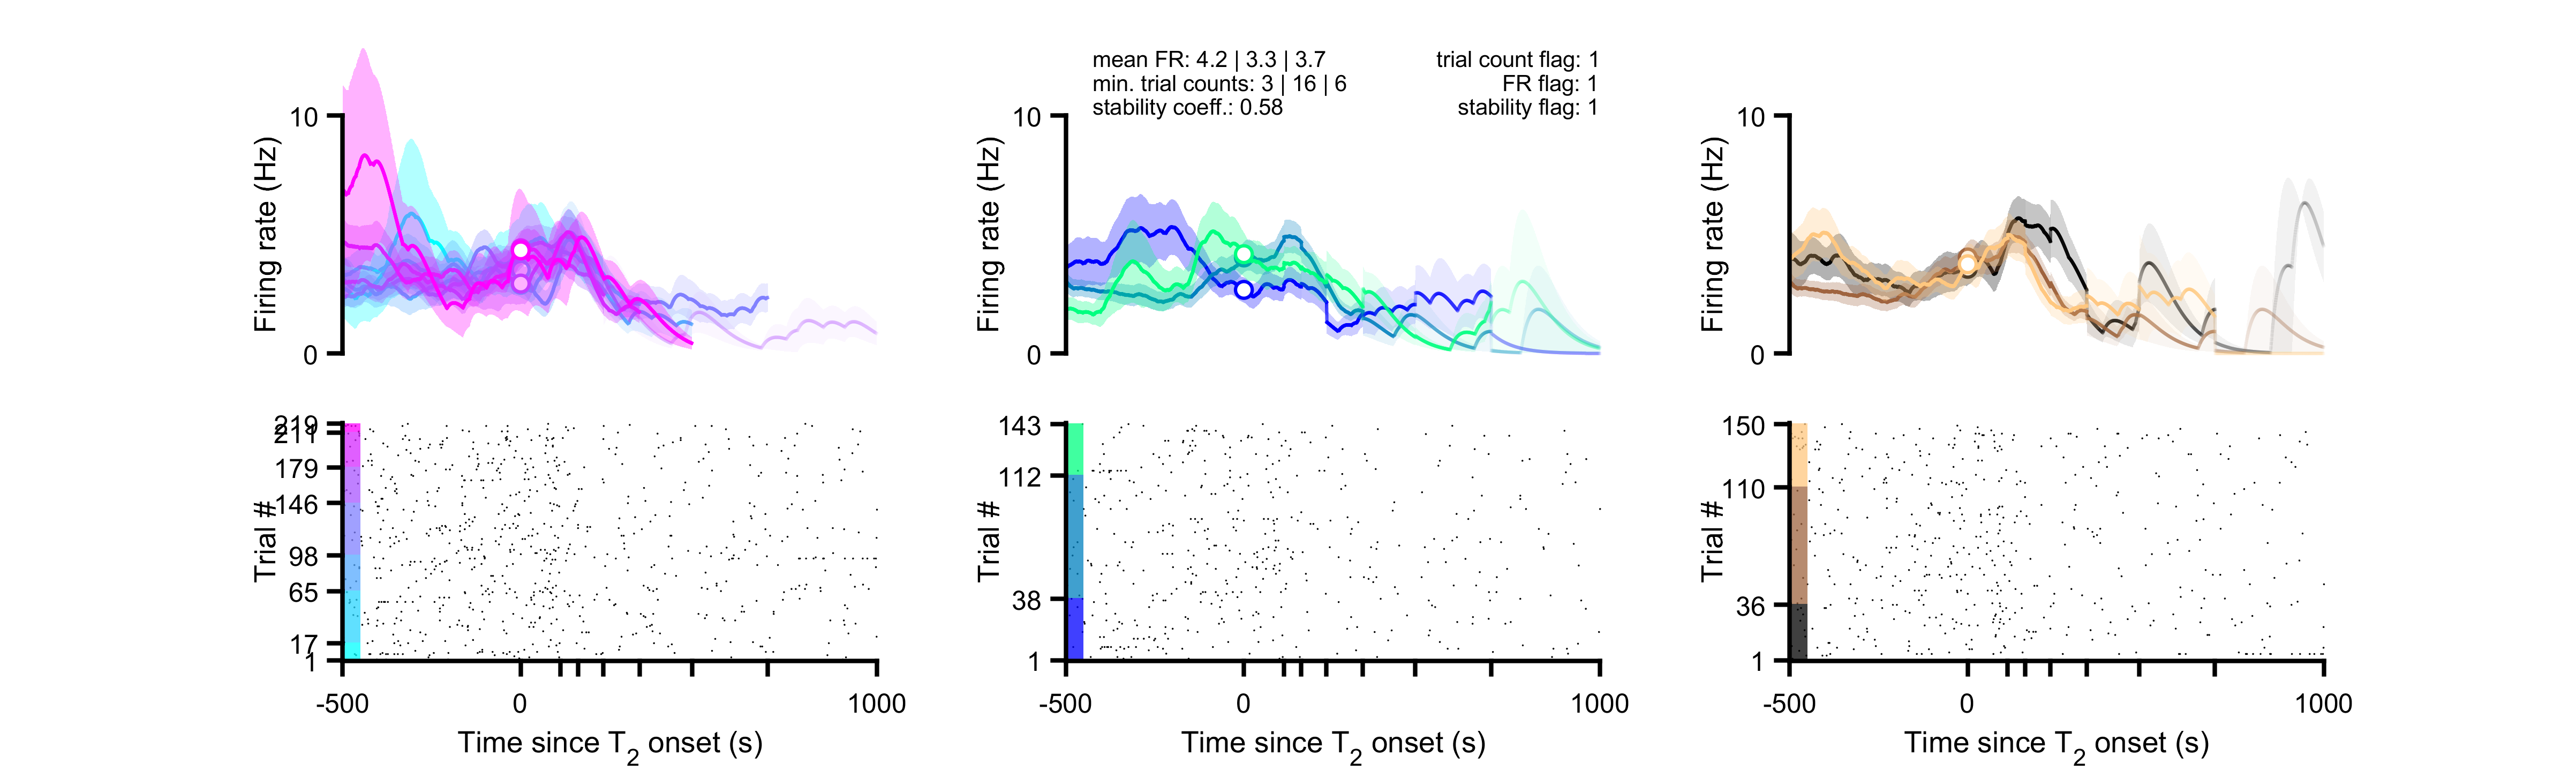 mean FR: 4.2 | 3.3 | 3.7
min. trial counts: 3 | 16 | 6
stability coeff.: 0.58
trial count flag: 1
FR flag: 1
stability flag: 1
Firing rate (Hz)
10
0
Firing rate (Hz)
10
0
Firing rate (Hz)
10
0
Trial #
219
211
179
146
98
65
17
1
-500
0
1000
Time since T2 onset (s)
Trial #
143
112
38
1
-500
0
1000
Time since T2 onset (s)
Trial #
150
110
36
1
-500
0
1000
Time since T2 onset (s)